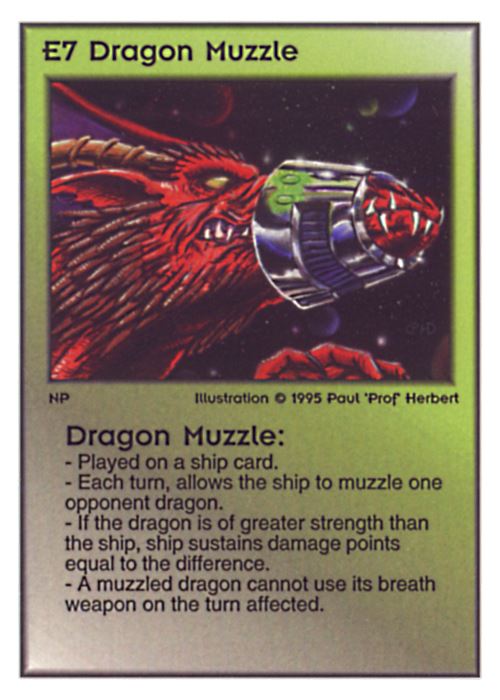 E7 Dragon Muzzle
NP
Illustration © 1995 Paul 'Prof' Herbert
Dragon Muzzle:
- Played on a ship card.
- Each turn, allows the ship to muzzle one
opponent dragon.
- If the dragon is of greater strength than
the ship, ship sustains damage points
equal to the difference.
- A muzzled dragon cannot use its breath
weapon on the turn affected.